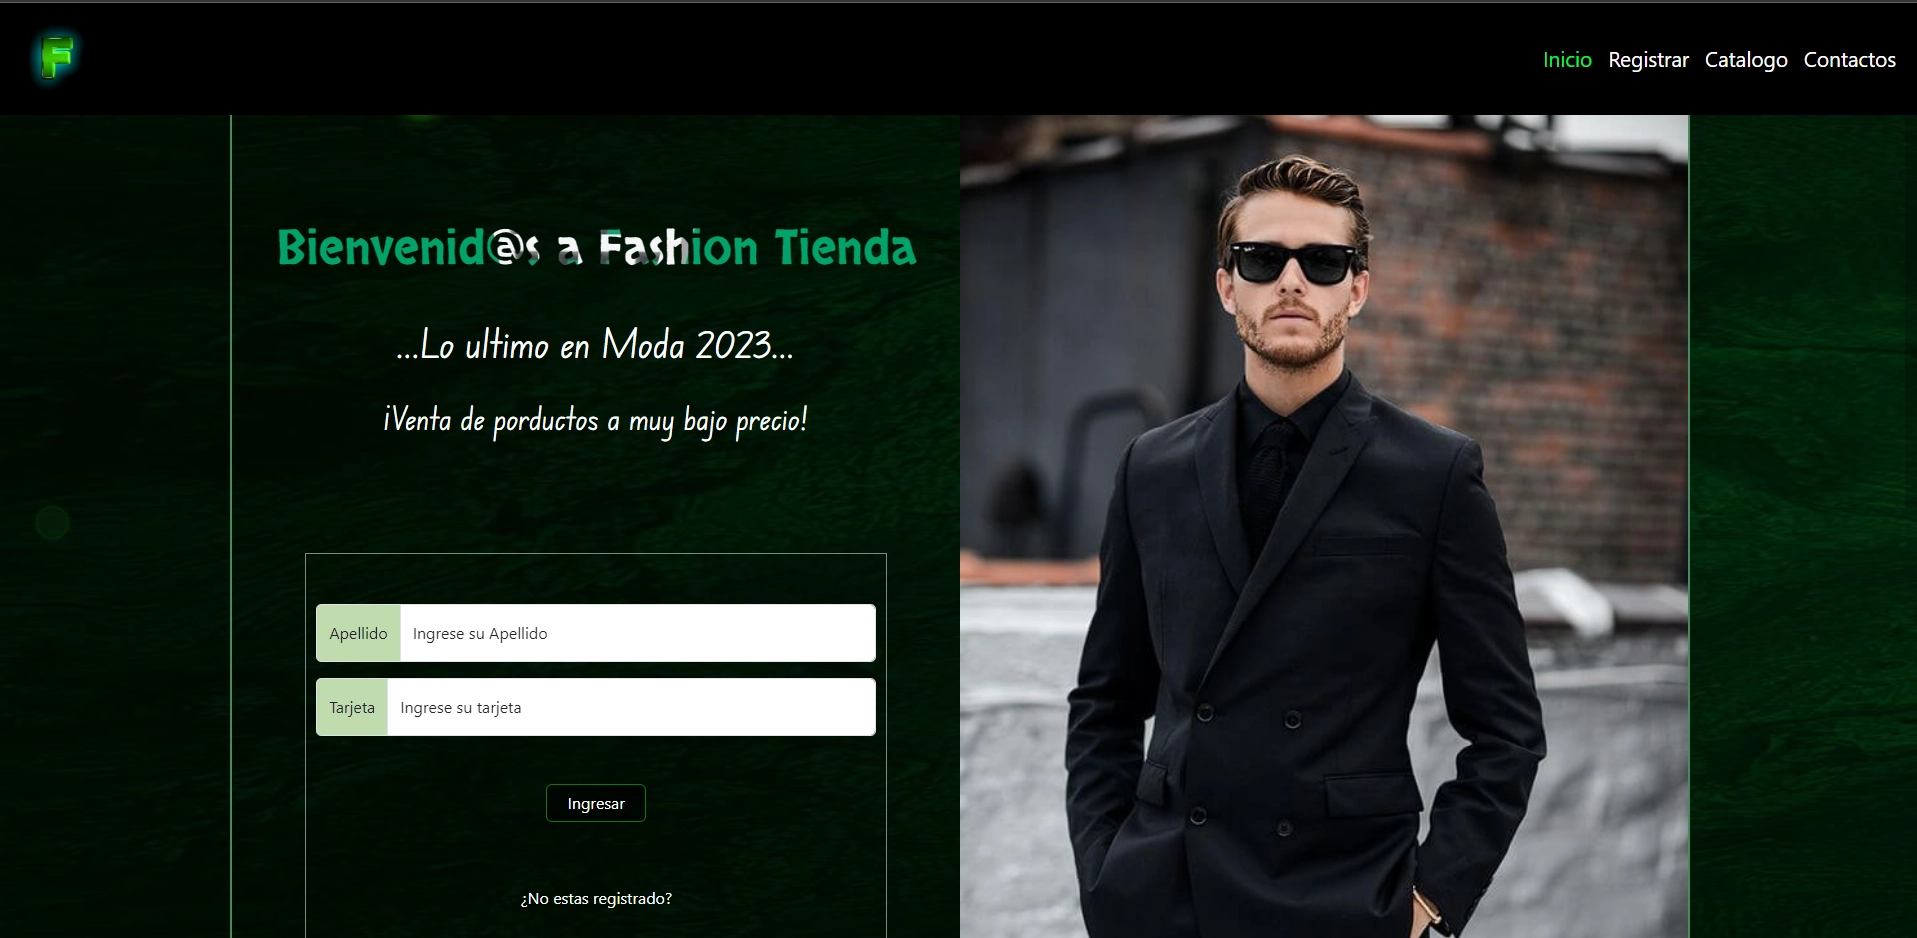 F
Inicio Registrar Catalogo Contactos
Bienvenid@s a Fashion Tienda
...Lo ultimo en Moda 2023...
¡Venta de porductos a muy bajo precio!
Apellido Ingrese su Apellido
Tarjeta Ingrese su tarjeta
Ingresar
¿No estas registrado?